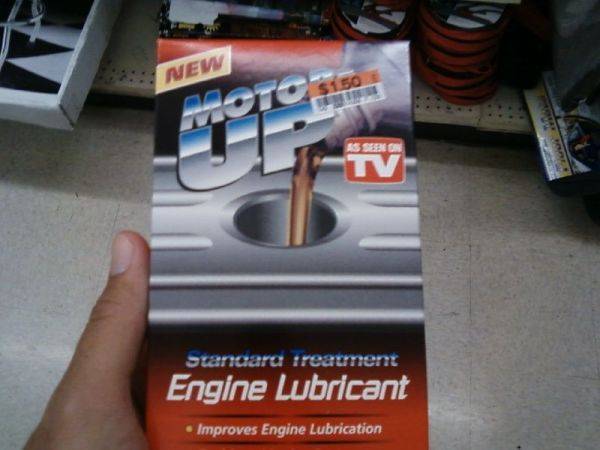 NEW
MOTOR
UP
$1.50
AS SEEN ON
TV
Standard Treatment
Engine Lubricant
• Improves Engine Lubrication